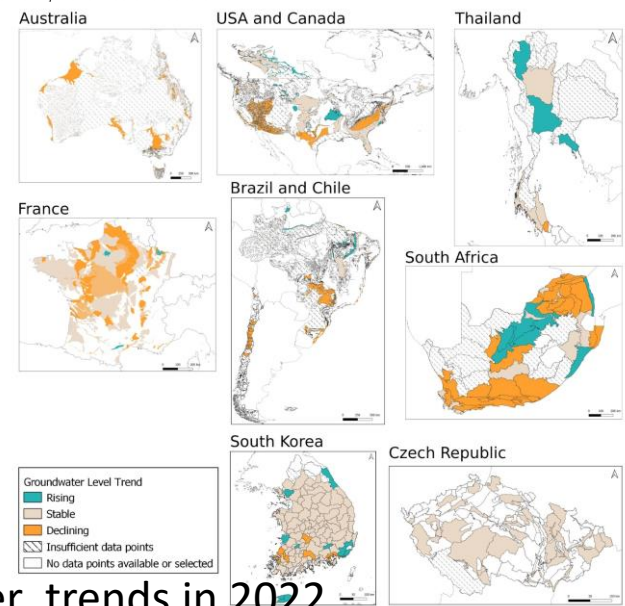 Australia
USA and Canada
Thailand
France
Brazil and Chile
South Africa
South Korea
Czech Republic
Groundwater Level Trend
Rising
Stable
Declining
Insufficient data points
No data points available or selected
trends in 2022